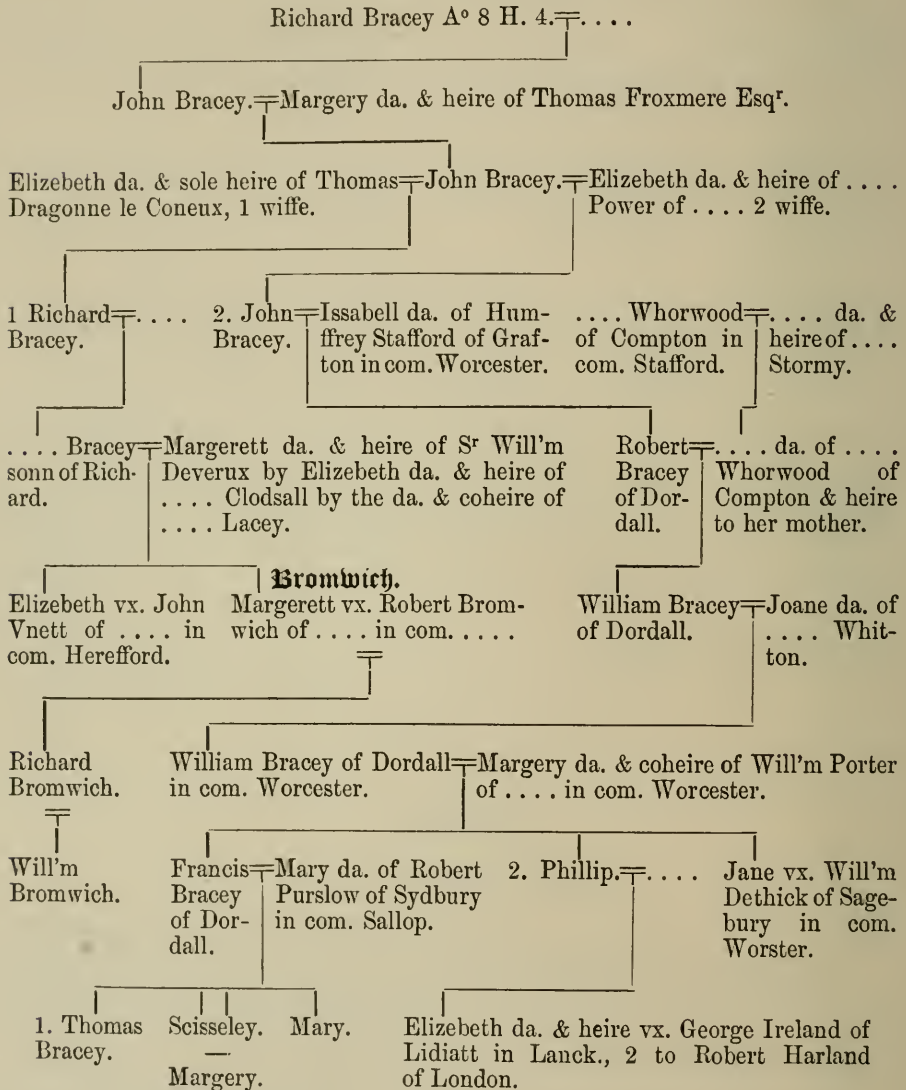 Richard Bracey Aº 8 H. 4. . . . .
John Bracey. Margery da. & heire of Thomas Froxmere Esqʳ.
Elizebeth da. & sole heire of Thomas
Dragonne le Coneux, 1 wiffe.
John Bracey.
Elizebeth da. & heire of . . . .
Power of . . . . 2 wiffe.
1 Richard . . . .
Bracey.
2. John
Bracey.
Issabell da. of Hum-
ffrey Stafford of Graf-
ton in com. Worcester.
. . . . Whorwood
of Compton in
com. Stafford.
. . . . da. &
heire of . . . .
Stormy.
. . . . Bracey
sonn of Rich-
ard.
Margerett da. & heire of Sʳ Will'm
Deverux by Elizebeth da. & heire of
. . . . Clodsall by the da. & coheire of
. . . . Lacey.
Robert
Bracey
of Dor-
dall.
. . . . da. of . . . .
Whorwood of
Compton & heire
to her mother.
Elizebeth vx. John
Vnett of . . . . in
com. Herefford.
Bromwich.
Margerett vx. Robert Brom-
wich of . . . . in com. . . . .
William Bracey
of Dordall.
Joane da. of
. . . . Whit-
ton.
Richard
Bromwich.
William Bracey of Dordall
in com. Worcester.
Margery da. & coheire of Will'm Porter
of . . . . in com. Worcester.
Will'm
Bromwich.
Francis
Bracey
of Dor-
dall.
Mary da. of Robert
Purslow of Sydbury
in com. Sallop.
2. Phillip. . . . .
Jane vx. Will'm
Dethick of Sage-
bury in com.
Worster.
1. Thomas
Bracey.
Scisseley.
—
Margery.
Mary.
Elizebeth da. & heire vx. George Ireland of
Lidiatt in Lanck., 2 to Robert Harland
of London.